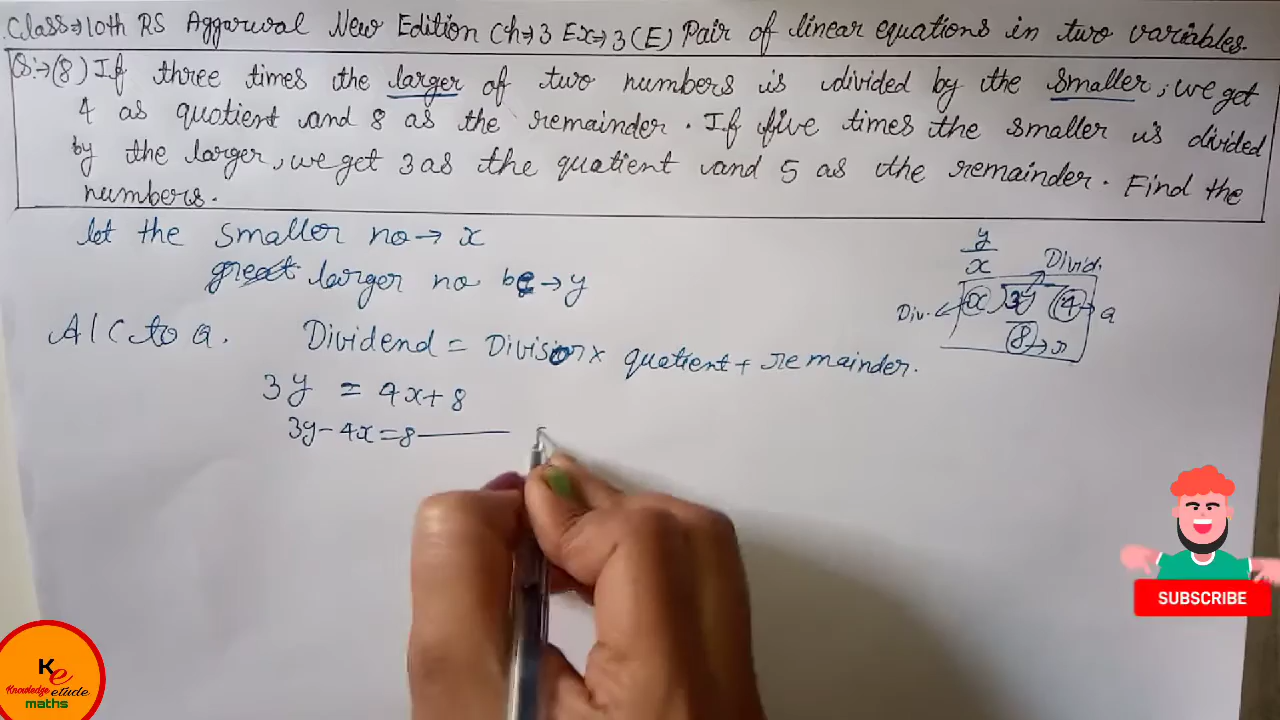 Class→10th RS Aggarwal New Edition Ch→3 Ex→3(E) Pair of linear equations in two variables.
Q:→(8) If three times the larger of two numbers is divided by the smaller, we get
4 as quotient and 8 as the remainder. If five times the smaller is divided
by the larger, we get 3 as the quotient and 5 as the remainder. Find the
numbers.
let the smaller no→ x
great larger no be→y
y
x
Divid.
Div. x 3y 4 → Q
8 → r
A/C to Q. Dividend = Divisor× quotient + remainder.
3y = 4x+8
3y-4x=8
SUBSCRIBE
Ke
Knowledge etude
maths